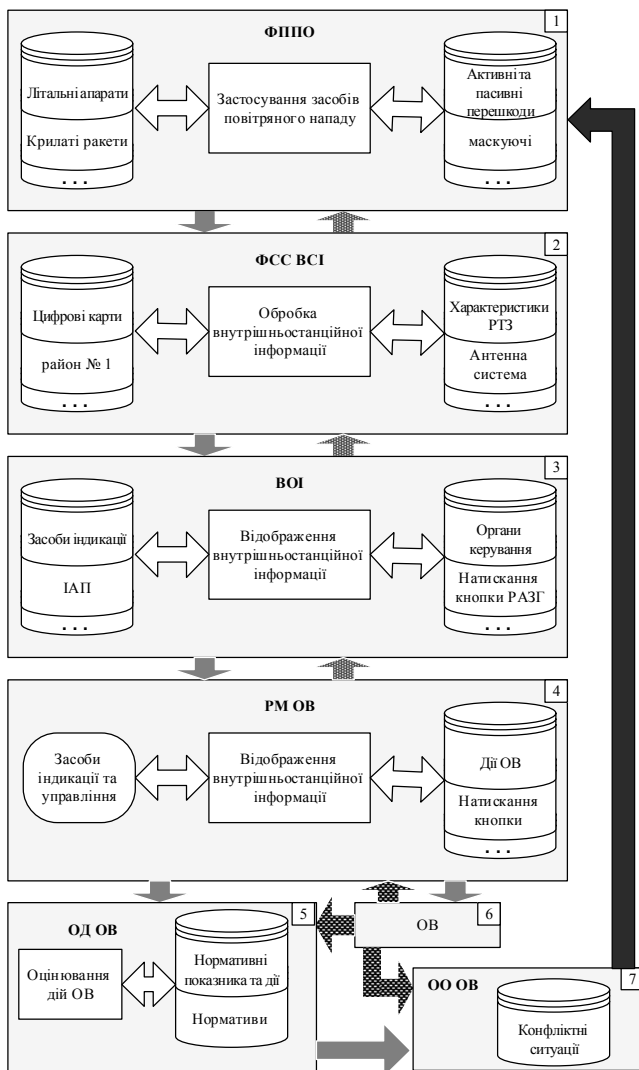 ФППО
1
Літальні апарати
Крилаті ракети
...
Застосування засобів
повітряного нападу
Активні та
пасивні
перешкоди
маскуючі
...
ФСС ВСІ
2
Цифрові карти
район № 1
...
Обробка
внутрішньостанційної
інформації
Характеристики
РТЗ
Антенна
система
...
ВОІ
3
Засоби індикації
ІАП
...
Відображення
внутрішньостанційної
інформації
Органи
керування
Натискання
кнопки РАЗГ
...
РМ ОВ
4
Засоби
індикації та
управління
Відображення
внутрішньостанційної
інформації
Дії ОВ
Натискання
кнопки
...
ОД ОВ
5
Оцінювання
дій ОВ
Нормативні
показника та дії
Нормативи
ОВ
6
ОО ОВ
7
Конфліктні
ситуації